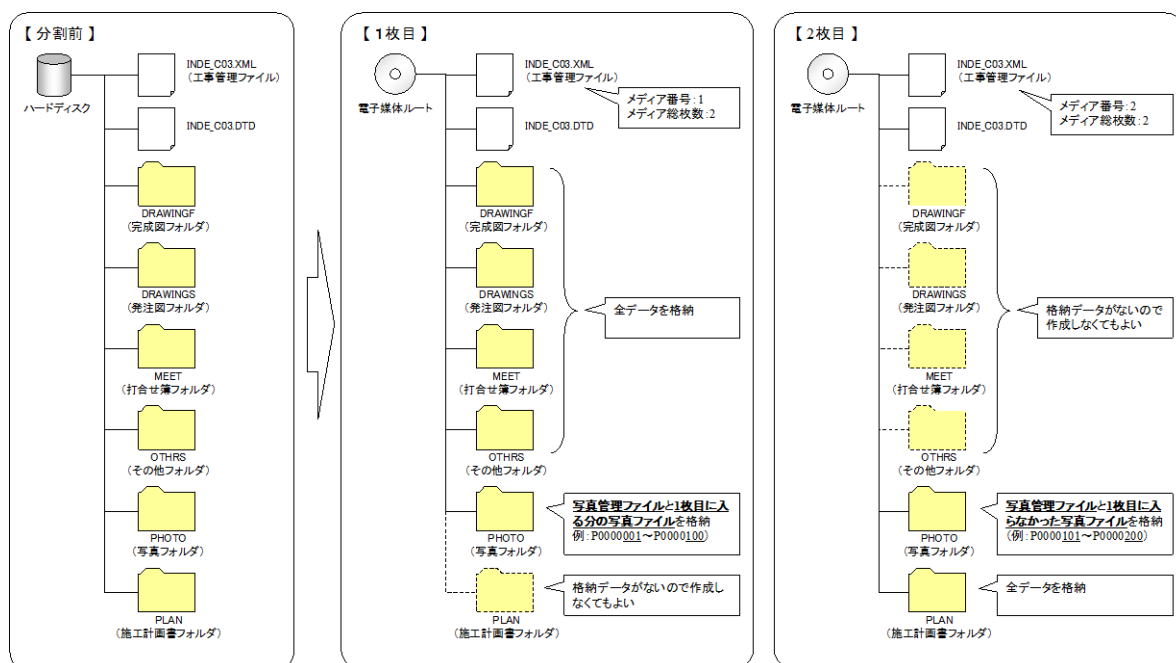 【 分割前 】
ハードディスク
INDE_C03.XML
(工事管理ファイル)
INDE_C03.DTD
DRAWINGF
(完成図フォルダ)
DRAWINGS
(発注図フォルダ)
MEET
(打合せ簿フォルダ)
OTHRS
(その他フォルダ)
PHOTO
(写真フォルダ)
PLAN
(施工計画書フォルダ)
【 1枚目 】
電子媒体ルート
INDE_C03.XML
(工事管理ファイル)
メディア番号:1
メディア総枚数:2
INDE_C03.DTD
DRAWINGF
(完成図フォルダ)
DRAWINGS
(発注図フォルダ)
全データを格納
MEET
(打合せ簿フォルダ)
OTHRS
(その他フォルダ)
写真管理ファイルと1枚目に入
る分の写真ファイルを格納
例:P0000001~P0000100)
PHOTO
(写真フォルダ)
格納データがないので作成し
なくてもよい
PLAN
(施工計画書フォルダ)
【 2枚目 】
電子媒体ルート
INDE_C03.XML
(工事管理ファイル)
メディア番号:2
メディア総枚数:2
INDE_C03.DTD
DRAWINGF
(完成図フォルダ)
DRAWINGS
(発注図フォルダ)
格納データがないので
作成しなくてもよい
MEET
(打合せ簿フォルダ)
OTHRS
(その他フォルダ)
写真管理ファイルと1枚目に入
らなかった写真ファイルを格納
(例:P0000101~P0000200)
PHOTO
(写真フォルダ)
全データを格納
PLAN
(施工計画書フォルダ)